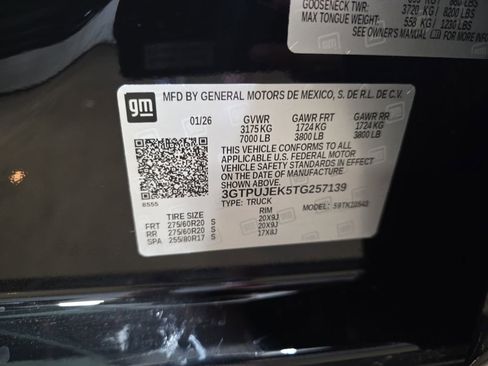 GOOSENECK TWR: 3720 KG 8200 LBS
MAX TONGUE WEIGHT: 558 KG 1230 LBS
SEE OWNER'S MANUAL
gm
MFD BY GENERAL MOTORS DE MEXICO, S. DE R.L. DE C.V.
01/26 GVWR GAWR FRT GAWR RR
3175 KG 1724 KG 1724 KG
7000 LB 3800 LB 3800 LB
THIS VEHICLE CONFORMS TO ALL
APPLICABLE U.S. FEDERAL MOTOR
VEHICLE SAFETY STANDARDS IN EFFECT
ON THE DATE OF MANUFACTURE
SHOWN ABOVE.
3GTPUJEK5TG257139
TYPE: TRUCK MODEL:
TIRE SIZE RIM
FRT 275/60R20 S 20X9J
RR 275/60R20 S 20X9J
SPA 255/80R17 S 17X8J